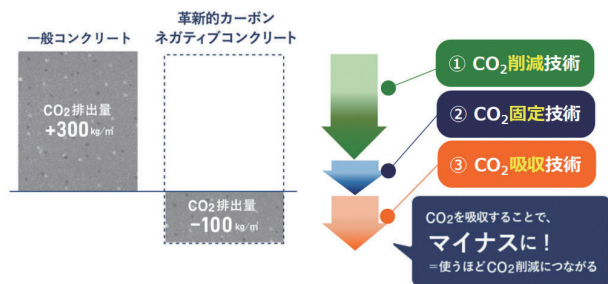 一般コンクリート
革新的カーボン
ネガティブコンクリート
CO2排出量
+300kg/㎥
CO2排出量
−100kg/㎥
① CO2削減技術
② CO2固定技術
③ CO2吸収技術
CO2を吸収することで、
マイナスに！
＝使うほどCO2削減につながる